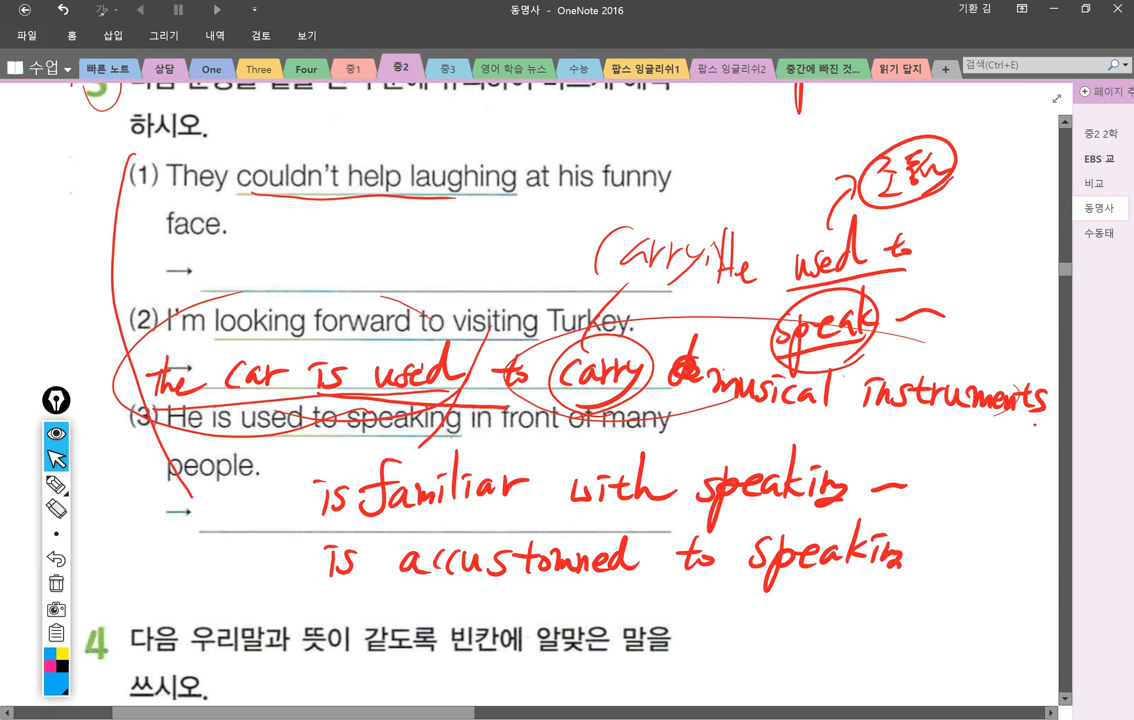 동명사 - OneNote 2016
기환 김
파일 홈 삽입 그리기 내역 검토 보기
수업 빠른 노트 상담 One Three Four 중1 중2 중3 영어 학습 뉴스 수능 팝스 잉글리쉬1 팝스 잉글리쉬2 중간에 빠진 것... 읽기 답지 + 검색(Ctrl+E)
페이지 추
중2 2학
EBS 교
비교
동명사
수동태
3
하시오.
(1) They couldn't help laughing at his funny
face.
→
carryi He used to
speak ~
(2) I'm looking forward to visiting Turkey.
→
the car is used to carry musical instruments.
(3) He is used to speaking in front of many
people.
→
is familiar with speakin ~
is accustomned to speakin
4 다음 우리말과 뜻이 같도록 빈칸에 알맞은 말을
쓰시오.